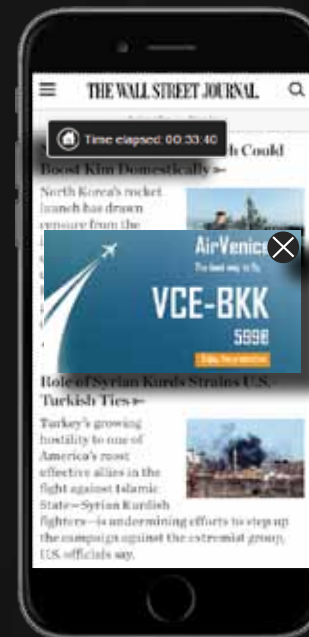 THE WALL STREET JOURNAL.
Time elapsed: 00:33:40
h Could
Boost Kim Domestically
North Korea's rocket
launch has drawn
censure from the
AirVenice
The best way to fly
VCE-BKK
599€
Role of Syrian Kurds Strains U.S.-
Turkish Ties
Turkey's growing
hostility to one of
America's most
effective allies in the
fight against Islamic
State—Syrian Kurdish
fighters—is undermining efforts to step up
the campaign against the extremist group,
U.S. officials say.